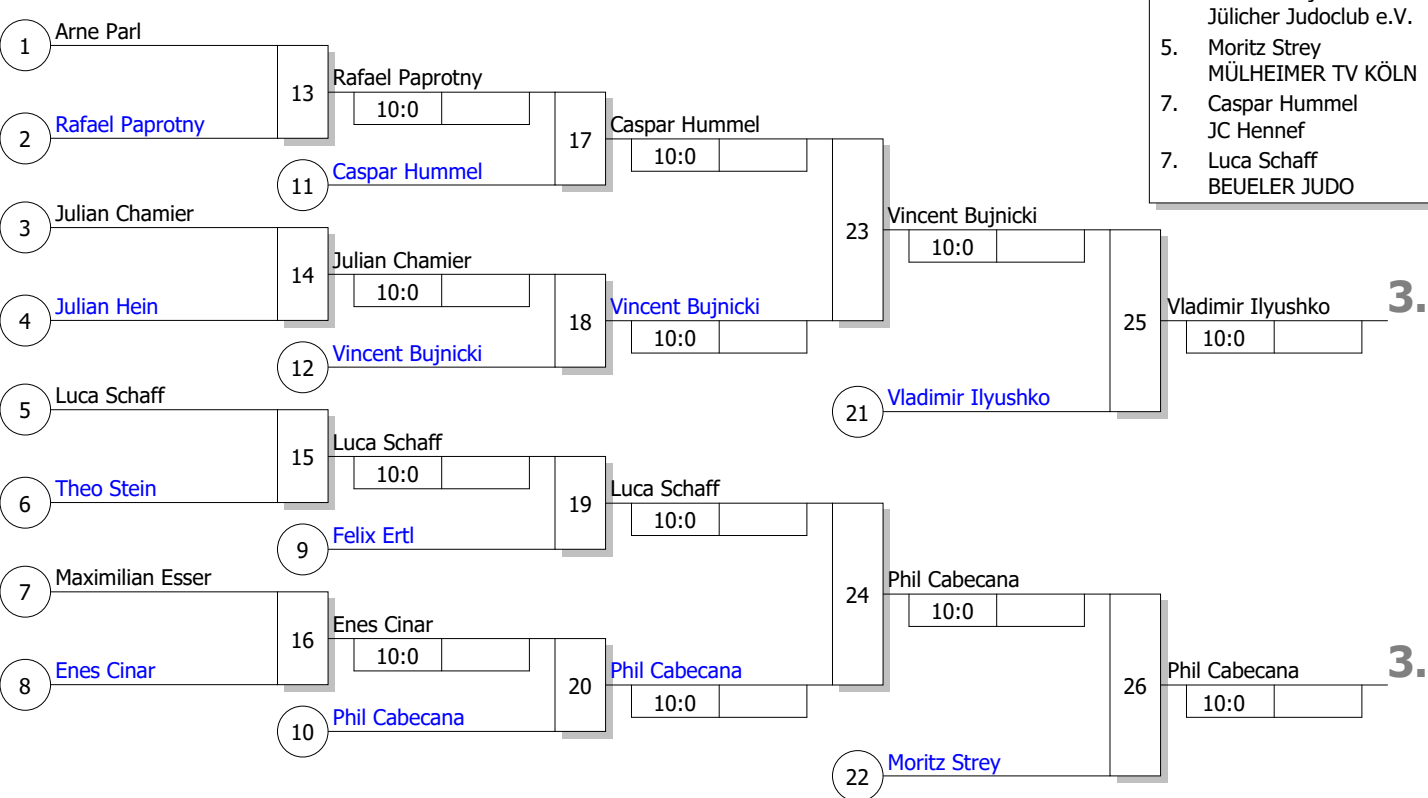 Jülicher Judoclub e.V.
5. Moritz Strey
MÜLHEIMER TV KÖLN
7. Caspar Hummel
JC Hennef
7. Luca Schaff
BEUELER JUDO
1 Arne Parl
13 Rafael Paprotny
10:0
2 Rafael Paprotny
17 Caspar Hummel
10:0
11 Caspar Hummel
3 Julian Chamier
23 Vincent Bujnicki
10:0
14 Julian Chamier
10:0
4 Julian Hein
18 Vincent Bujnicki
10:0
25 Vladimir Ilyushko 3.
10:0
12 Vincent Bujnicki
5 Luca Schaff
21 Vladimir Ilyushko
15 Luca Schaff
10:0
6 Theo Stein
19 Luca Schaff
10:0
9 Felix Ertl
7 Maximilian Esser
24 Phil Cabecana
10:0
16 Enes Cinar
10:0
8 Enes Cinar
20 Phil Cabecana
10:0
26 Phil Cabecana 3.
10:0
10 Phil Cabecana
22 Moritz Strey